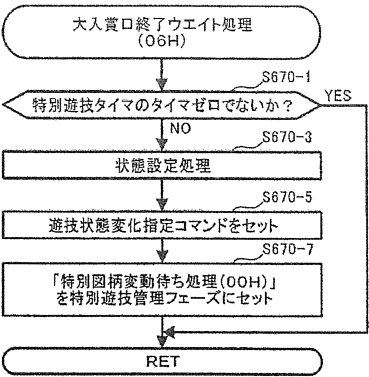 大入賞口終了ウエイト処理
(06H)
S670-1
特別遊技タイマのタイマゼロでないか?
YES
NO
S670-3
状態設定処理
S670-5
遊技状態変化指定コマンドをセット
S670-7
「特別図柄変動待ち処理(00H)」
を特別遊技管理フェーズにセット
RET